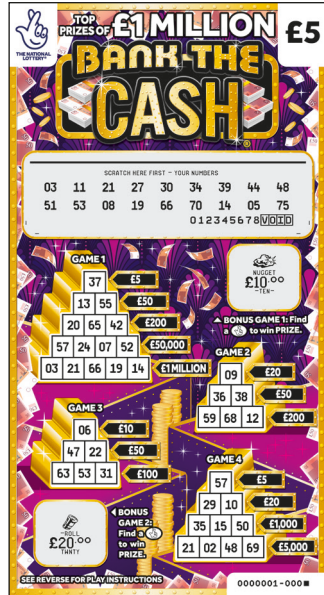 THE NATIONAL
LOTTERY®
TOP
PRIZES OF £1 MILLION
£5
BANK THE
CASH®
SCRATCH HERE FIRST - YOUR NUMBERS
03 11 21 27 30 34 39 44 48
51 53 08 19 66 70 14 05 75
012345678VOID
GAME 1
37 £5
13 55 £50
20 65 42 £200
57 24 07 52 £50,000
03 21 66 19 14 £1 MILLION
NUGGET
£10.00
-TEN-
BONUS GAME 1: Find
a to win PRIZE.
GAME 2
09 £20
36 38 £50
59 68 12 £200
GAME 3
06 £10
47 22 £50
63 53 31 £100
GAME 4
57 £5
29 10 £20
35 15 50 £1,000
21 02 48 69 £5,000
-ROLL
£20.00
TWNTY
BONUS
GAME 2:
Find a
to win
PRIZE.
SEE REVERSE FOR PLAY INSTRUCTIONS
0000001-000